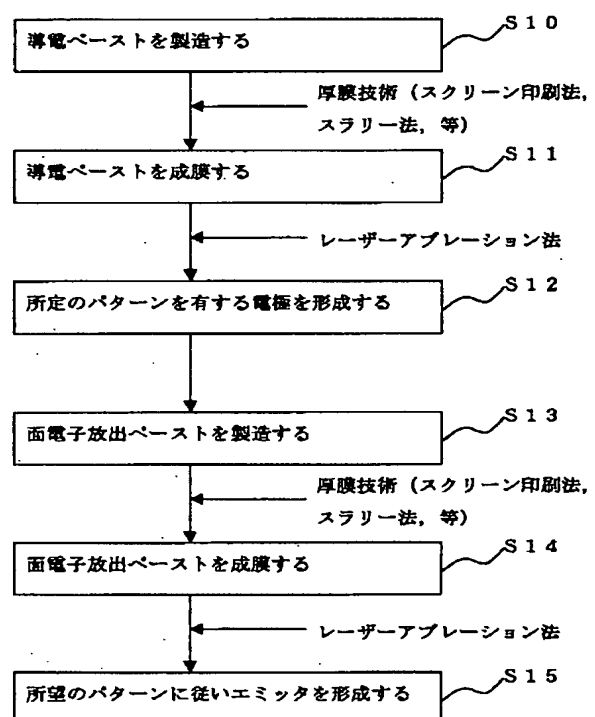 S10
導電ペーストを製造する
厚膜技術(スクリーン印刷法,
スラリー法,等)
S11
導電ペーストを成膜する
レーザーアブレーション法
S12
所定のパターンを有する電極を形成する
S13
面電子放出ペーストを製造する
厚膜技術(スクリーン印刷法,
スラリー法,等)
S14
面電子放出ペーストを成膜する
レーザーアブレーション法
S15
所望のパターンに従いエミッタを形成する